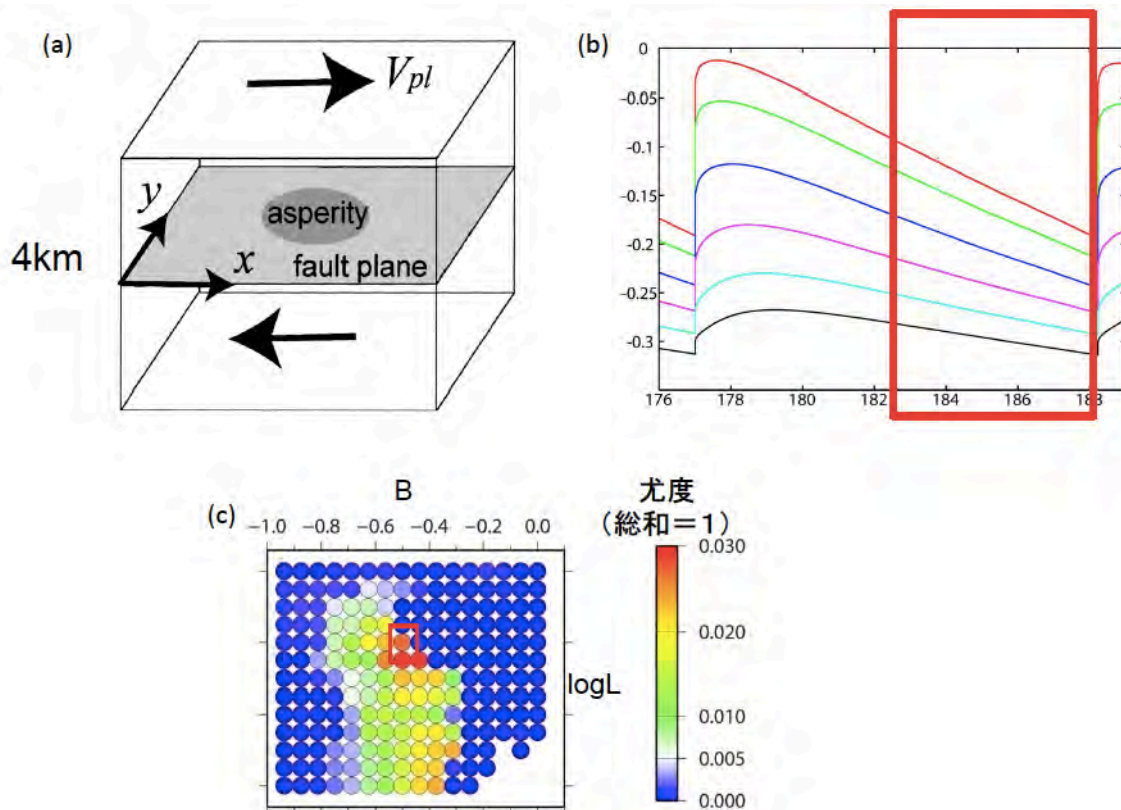 (a)
V_pl
asperity
y
4km
x
fault plane
(b)
0
-0.05
-0.1
-0.15
-0.2
-0.25
-0.3
176 178 180 182 184 186 188
B
(c)
-1.0 -0.8 -0.6 -0.4 -0.2 0.0
logL
尤度
(総和=1)
0.030
0.020
0.010
0.005
0.000